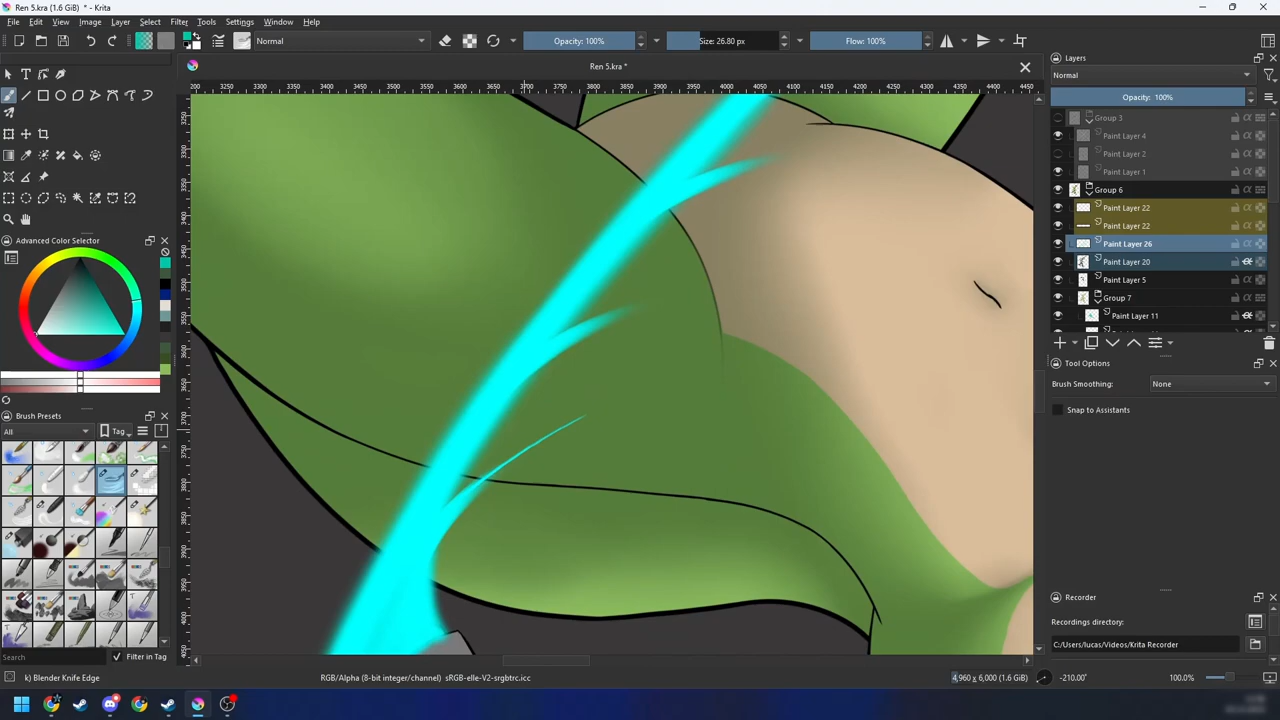 Ren 5.kra (1.6 GiB) * - Krita
File Edit View Image Layer Select Filter Tools Settings Window Help
Normal
Opacity: 100%
Size: 26.80 px
Flow: 100%
Ren 5.kra *
Layers
Normal
Opacity: 100%
Group 3
Paint Layer 4
Paint Layer 2
Paint Layer 1
Group 6
Paint Layer 22
Paint Layer 22
Paint Layer 26
Paint Layer 20
Paint Layer 5
Group 7
Paint Layer 11
Advanced Color Selector
Brush Presets
All
Tag
Search
Filter in Tag
Tool Options
Brush Smoothing: None
Snap to Assistants
Recorder
Recordings directory:
C:/Users/lucas/Videos/Krita Recorder
k) Blender Knife Edge
RGB/Alpha (8-bit integer/channel) sRGB-elle-V2-srgbtrc.icc
4,960 x 6,000 (1.6 GiB)
-210.00°
100.0%